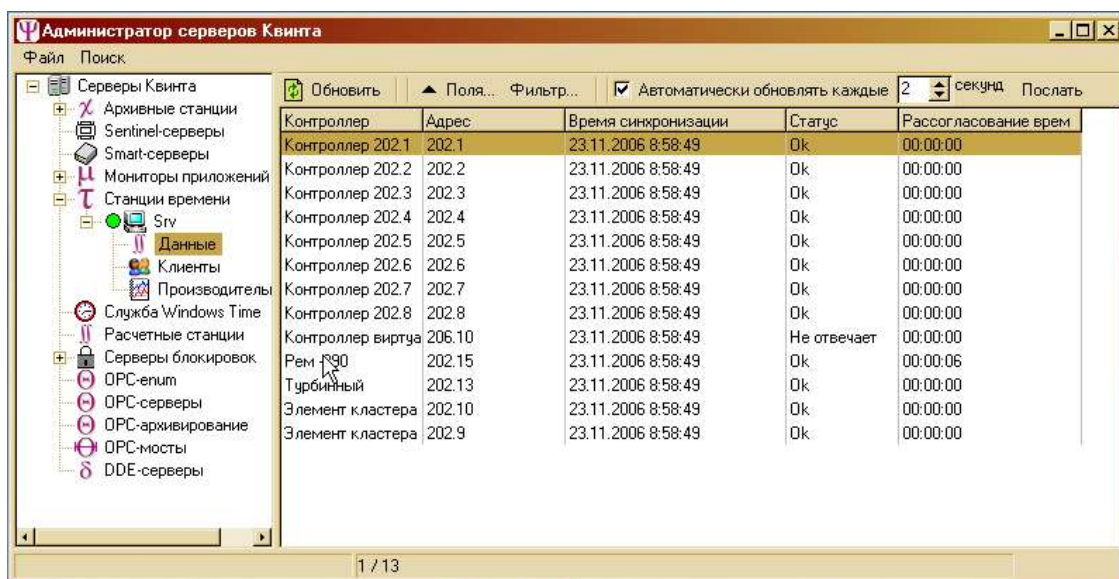 Администратор серверов Квинта
Файл Поиск
Серверы Квинта
Архивные станции
Sentinel-серверы
Smart-серверы
Мониторы приложений
Станции времени
Srv
Данные
Клиенты
Производитель
Служба Windows Time
Расчетные станции
Серверы блокировок
OPC-enum
OPC-серверы
OPC-архивирование
OPC-мосты
DDE-серверы
Обновить Поля... Фильтр... Автоматически обновлять каждые 2 секунд Послать
Контроллер Адрес Время синхронизации Статус Рассогласование врем
Контроллер 202.1 202.1 23.11.2006 8:58:49 Ok 00:00:00
Контроллер 202.2 202.2 23.11.2006 8:58:49 Ok 00:00:00
Контроллер 202.3 202.3 23.11.2006 8:58:49 Ok 00:00:00
Контроллер 202.4 202.4 23.11.2006 8:58:49 Ok 00:00:00
Контроллер 202.5 202.5 23.11.2006 8:58:49 Ok 00:00:00
Контроллер 202.6 202.6 23.11.2006 8:58:49 Ok 00:00:00
Контроллер 202.7 202.7 23.11.2006 8:58:49 Ok 00:00:00
Контроллер 202.8 202.8 23.11.2006 8:58:49 Ok 00:00:00
Контроллер виртуа 206.10 23.11.2006 8:58:49 Не отвечает 00:00:00
Рем 202.15 23.11.2006 8:58:49 Ok 00:00:06
Турбинный 202.13 23.11.2006 8:58:49 Ok 00:00:00
Элемент кластера 202.10 23.11.2006 8:58:49 Ok 00:00:00
Элемент кластера 202.9 23.11.2006 8:58:49 Ok 00:00:00
1 / 13